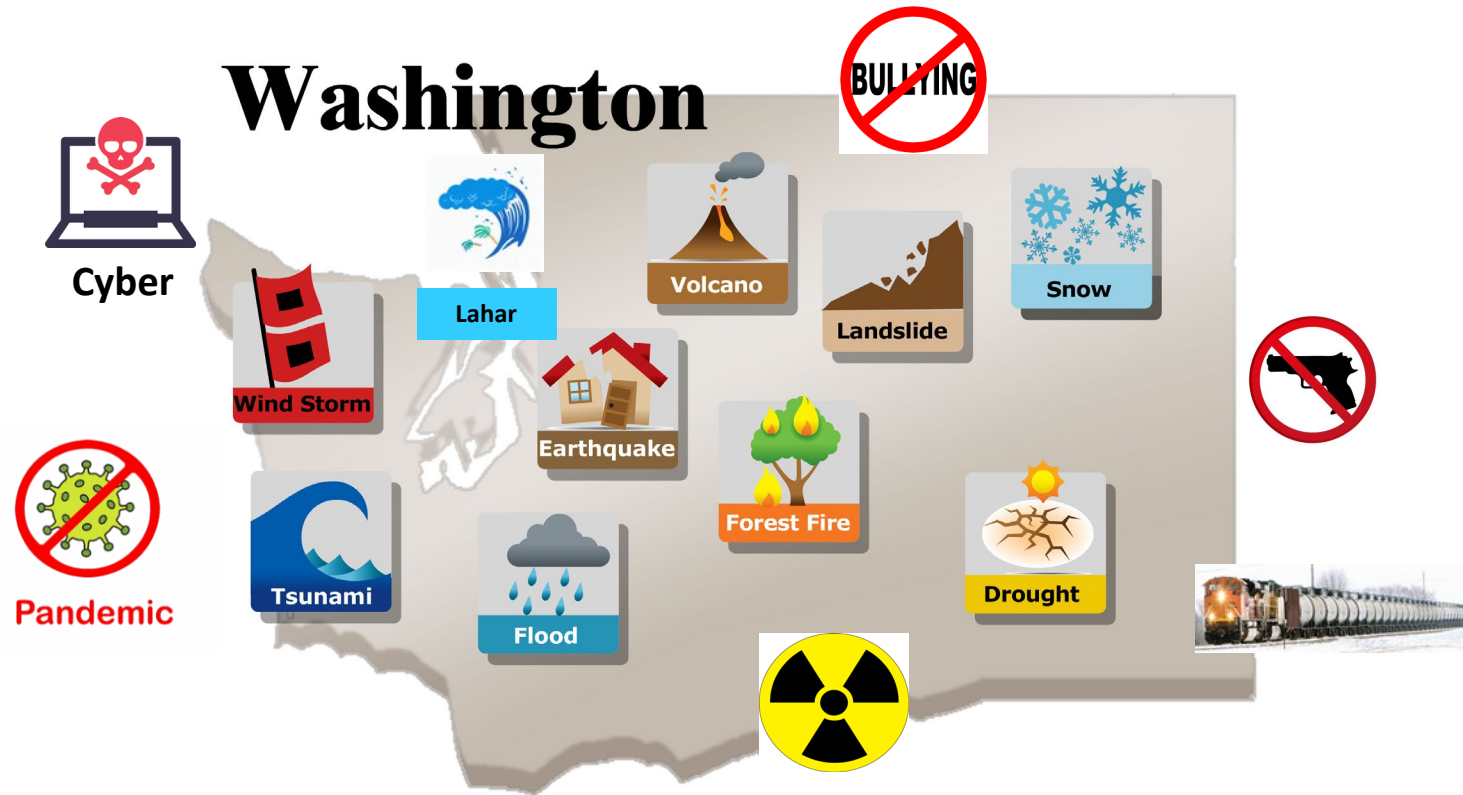 Washington
BULLYING
Cyber
Volcano
Snow
Lahar
Landslide
Wind Storm
Earthquake
Forest Fire
Tsunami
Drought
Pandemic
Flood